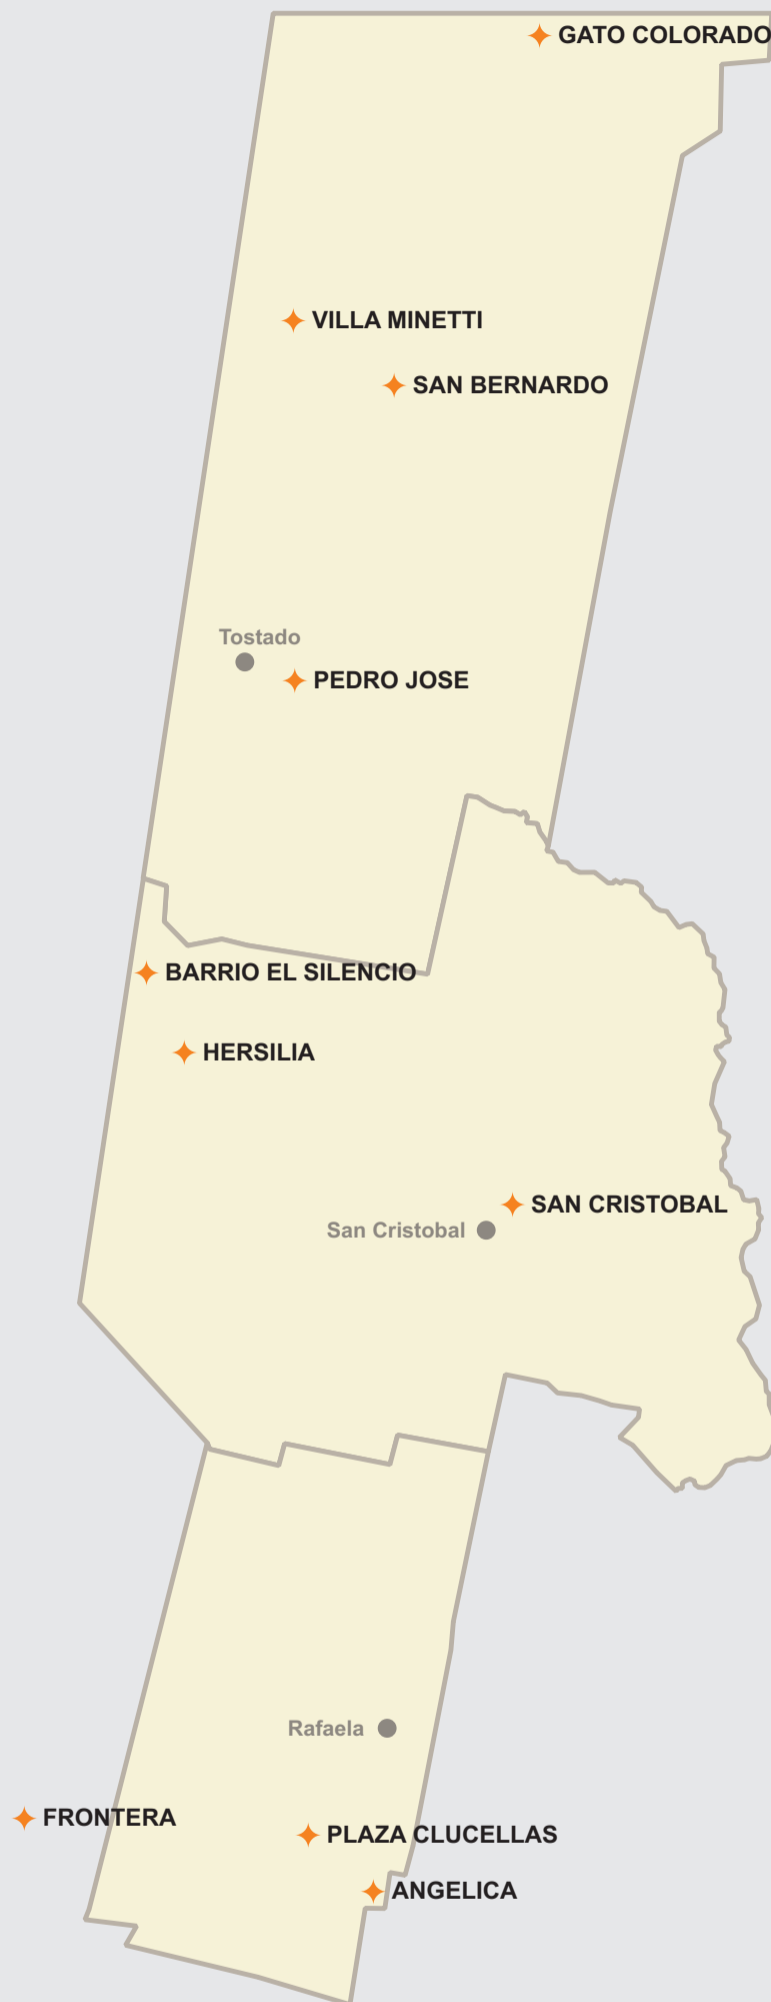 GATO COLORADO
VILLA MINETTI
SAN BERNARDO
Tostado
PEDRO JOSE
BARRIO EL SILENCIO
HERSILIA
SAN CRISTOBAL
San Cristobal
Rafaela
FRONTERA
PLAZA CLUCELLAS
ANGELICA